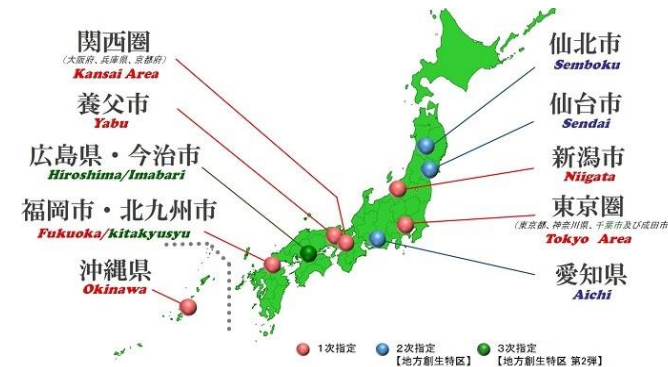 関西圏
（大阪府、兵庫県、京都府）
Kansai Area
養父市
Yabu
広島県・今治市
Hiroshima/Imabari
福岡市・北九州市
Fukuoka/kitakyusyu
沖縄県
Okinawa
仙北市
Semboku
仙台市
Sendai
新潟市
Niigata
東京圏
（東京都、神奈川県、千葉市及び成田市
Tokyo Area
愛知県
Aichi
1次指定
2次指定
【地方創生特区】
3次指定
【地方創生特区 第2弾】